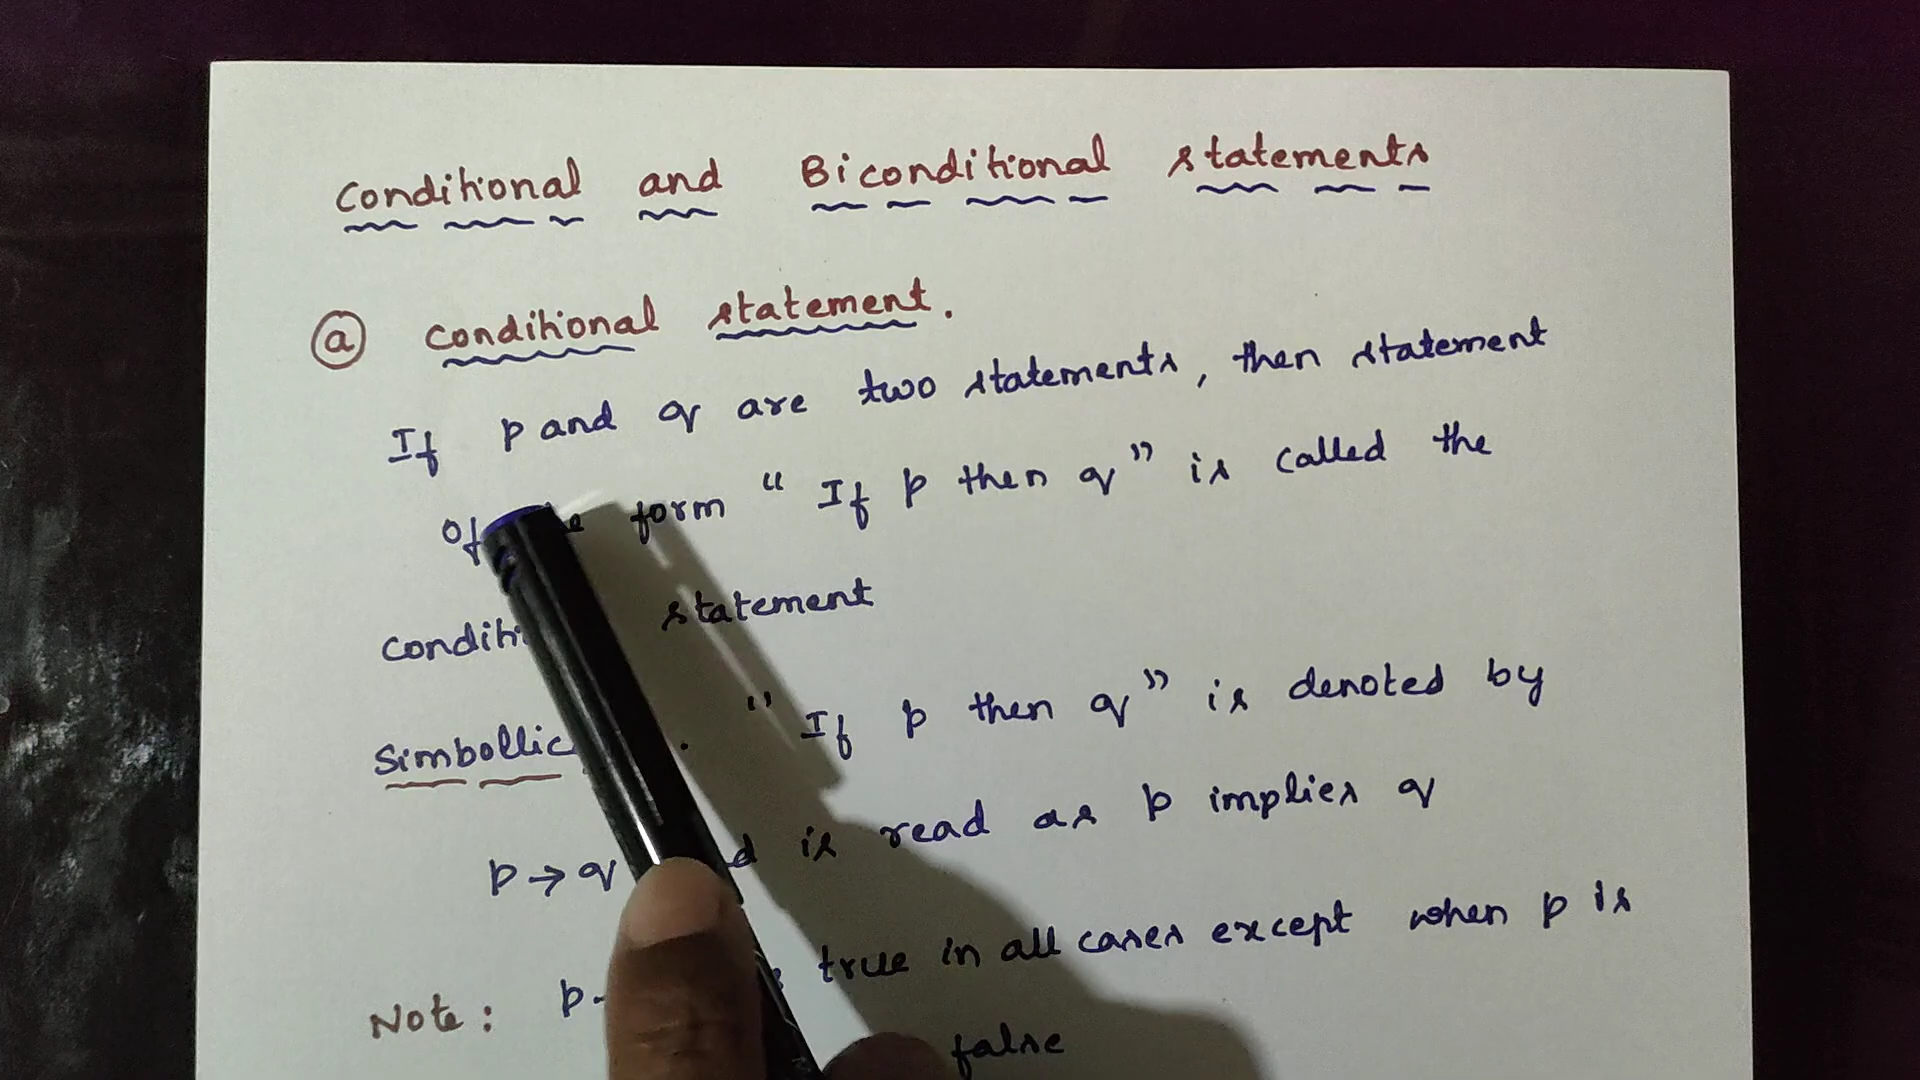 Conditional and Biconditional statements
(a) Conditional statement.
If p and q are two statements, then statement
Of form " If p then q" is called the
statement
" If p then q" is denoted by
p → q is read as p implies q
Note: true in all cases except when p is
false